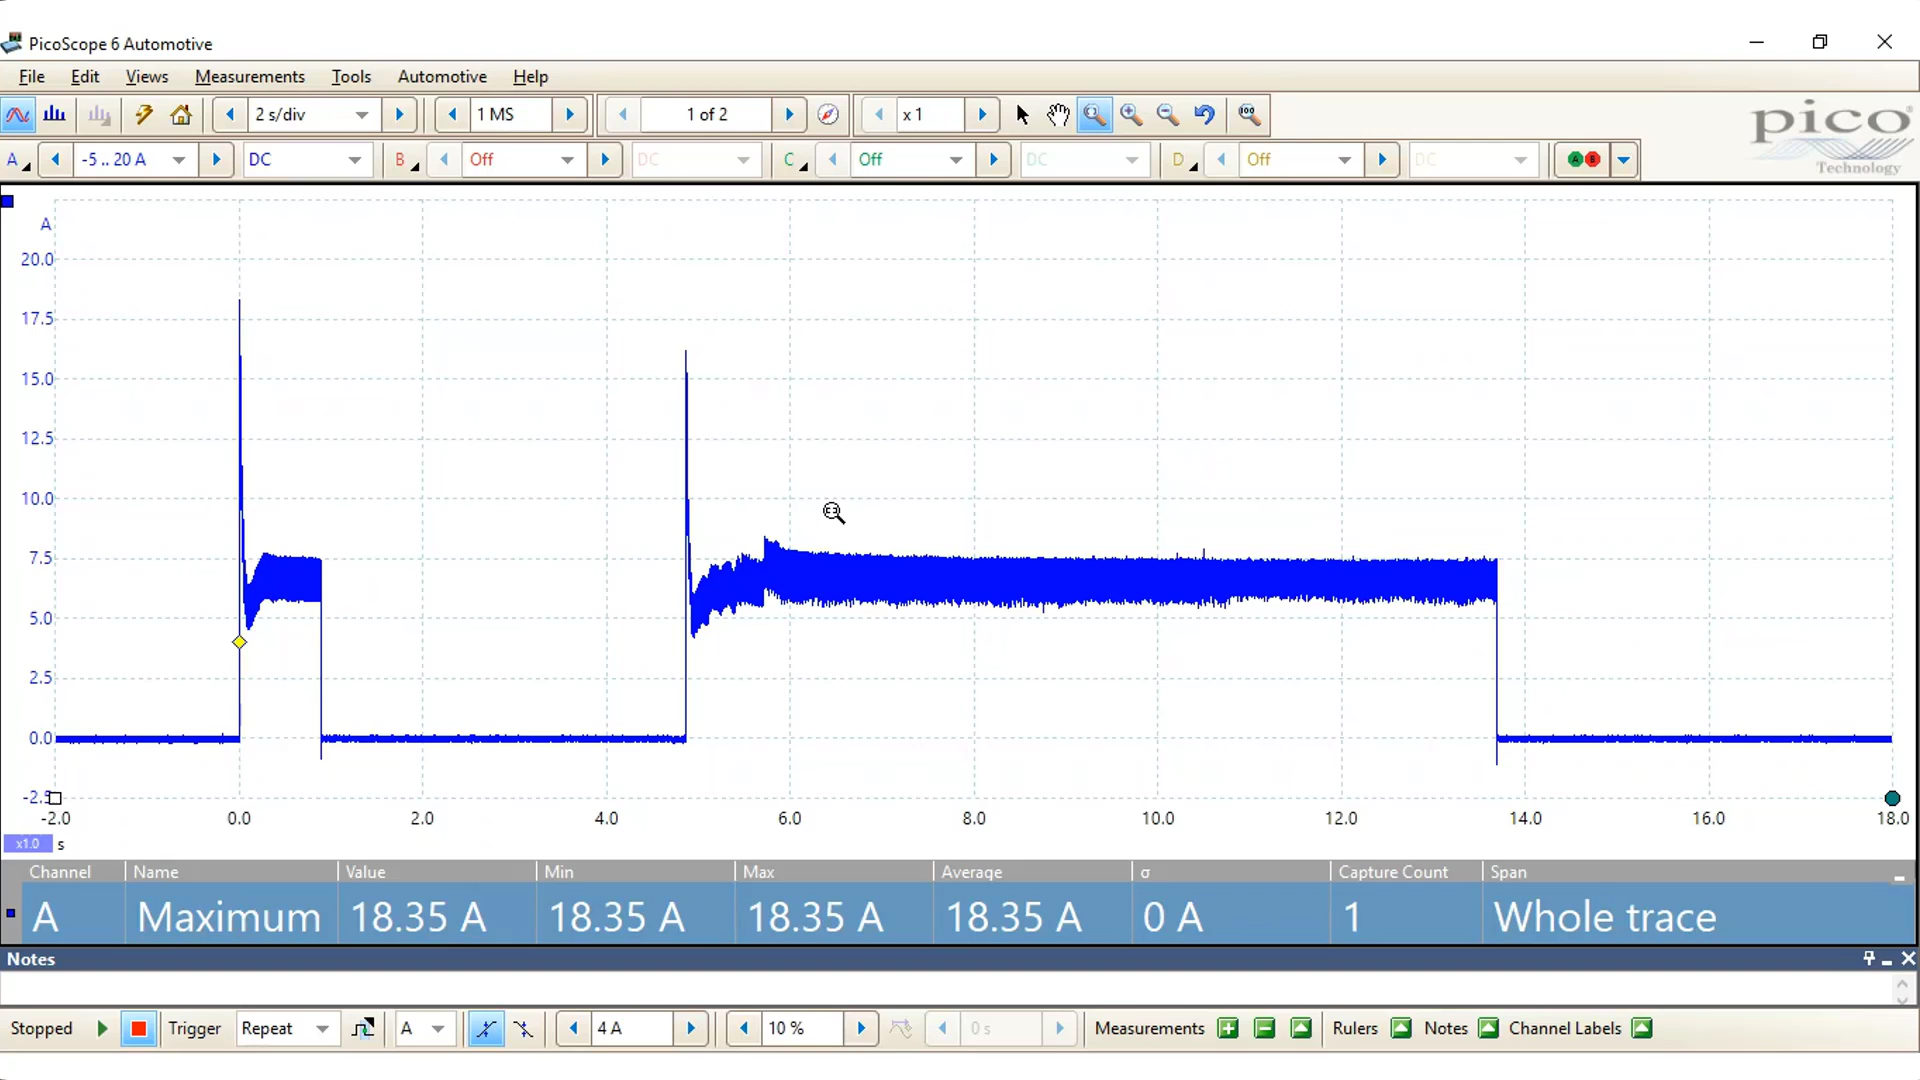 PicoScope 6 Automotive
File Edit Views Measurements Tools Automotive Help
2 s/div 1 MS 1 of 2 x 1
pico
Technology
A -5 .. 20 A DC B Off DC C Off DC D Off DC A B
A
20.0
17.5
15.0
12.5
10.0
7.5
5.0
2.5
0.0
-2.5
-2.0 0.0 2.0 4.0 6.0 8.0 10.0 12.0 14.0 16.0 18.0
x1.0 s
Channel Name Value Min Max Average σ Capture Count Span
A Maximum 18.35 A 18.35 A 18.35 A 18.35 A 0 A 1 Whole trace
Notes
Stopped Trigger Repeat A 4 A 10 % 0 s Measurements Rulers Notes Channel Labels